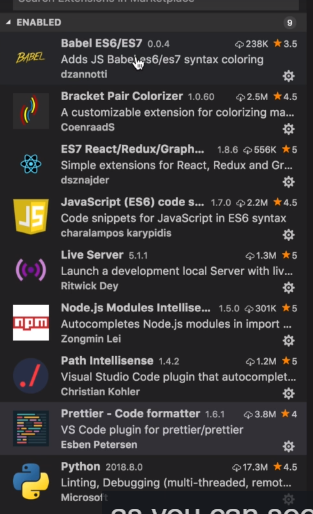 Search Extensions in Marketplace
ENABLED 9
BABEL
Babel ES6/ES7 0.0.4 238K ★3.5
Adds JS Babel es6/es7 syntax coloring
dzannotti
Bracket Pair Colorizer 1.0.60 2.5M ★4.5
A customizable extension for colorizing ma...
CoenraadS
ES7 React/Redux/Graph... 1.8.6 556K ★5
Simple extensions for React, Redux and Gr...
dsznajder
JS
JavaScript (ES6) code s... 1.7.0 2.2M ★4.5
Code snippets for JavaScript in ES6 syntax
charalampos karypidis
Live Server 5.1.1 1.3M ★5
Launch a development local Server with liv...
Ritwick Dey
npm
Node.js Modules Intellise... 1.5.0 301K ★5
Autocompletes Node.js modules in import ...
Zongmin Lei
Path Intellisense 1.4.2 1.2M ★5
Visual Studio Code plugin that autocomplet...
Christian Kohler
Prettier - Code formatter 1.6.1 3.8M ★4
VS Code plugin for prettier/prettier
Esben Petersen
Python 2018.8.0 17.3M ★4.5
Linting, Debugging (multi-threaded, remot...
Microsoft
as you can see